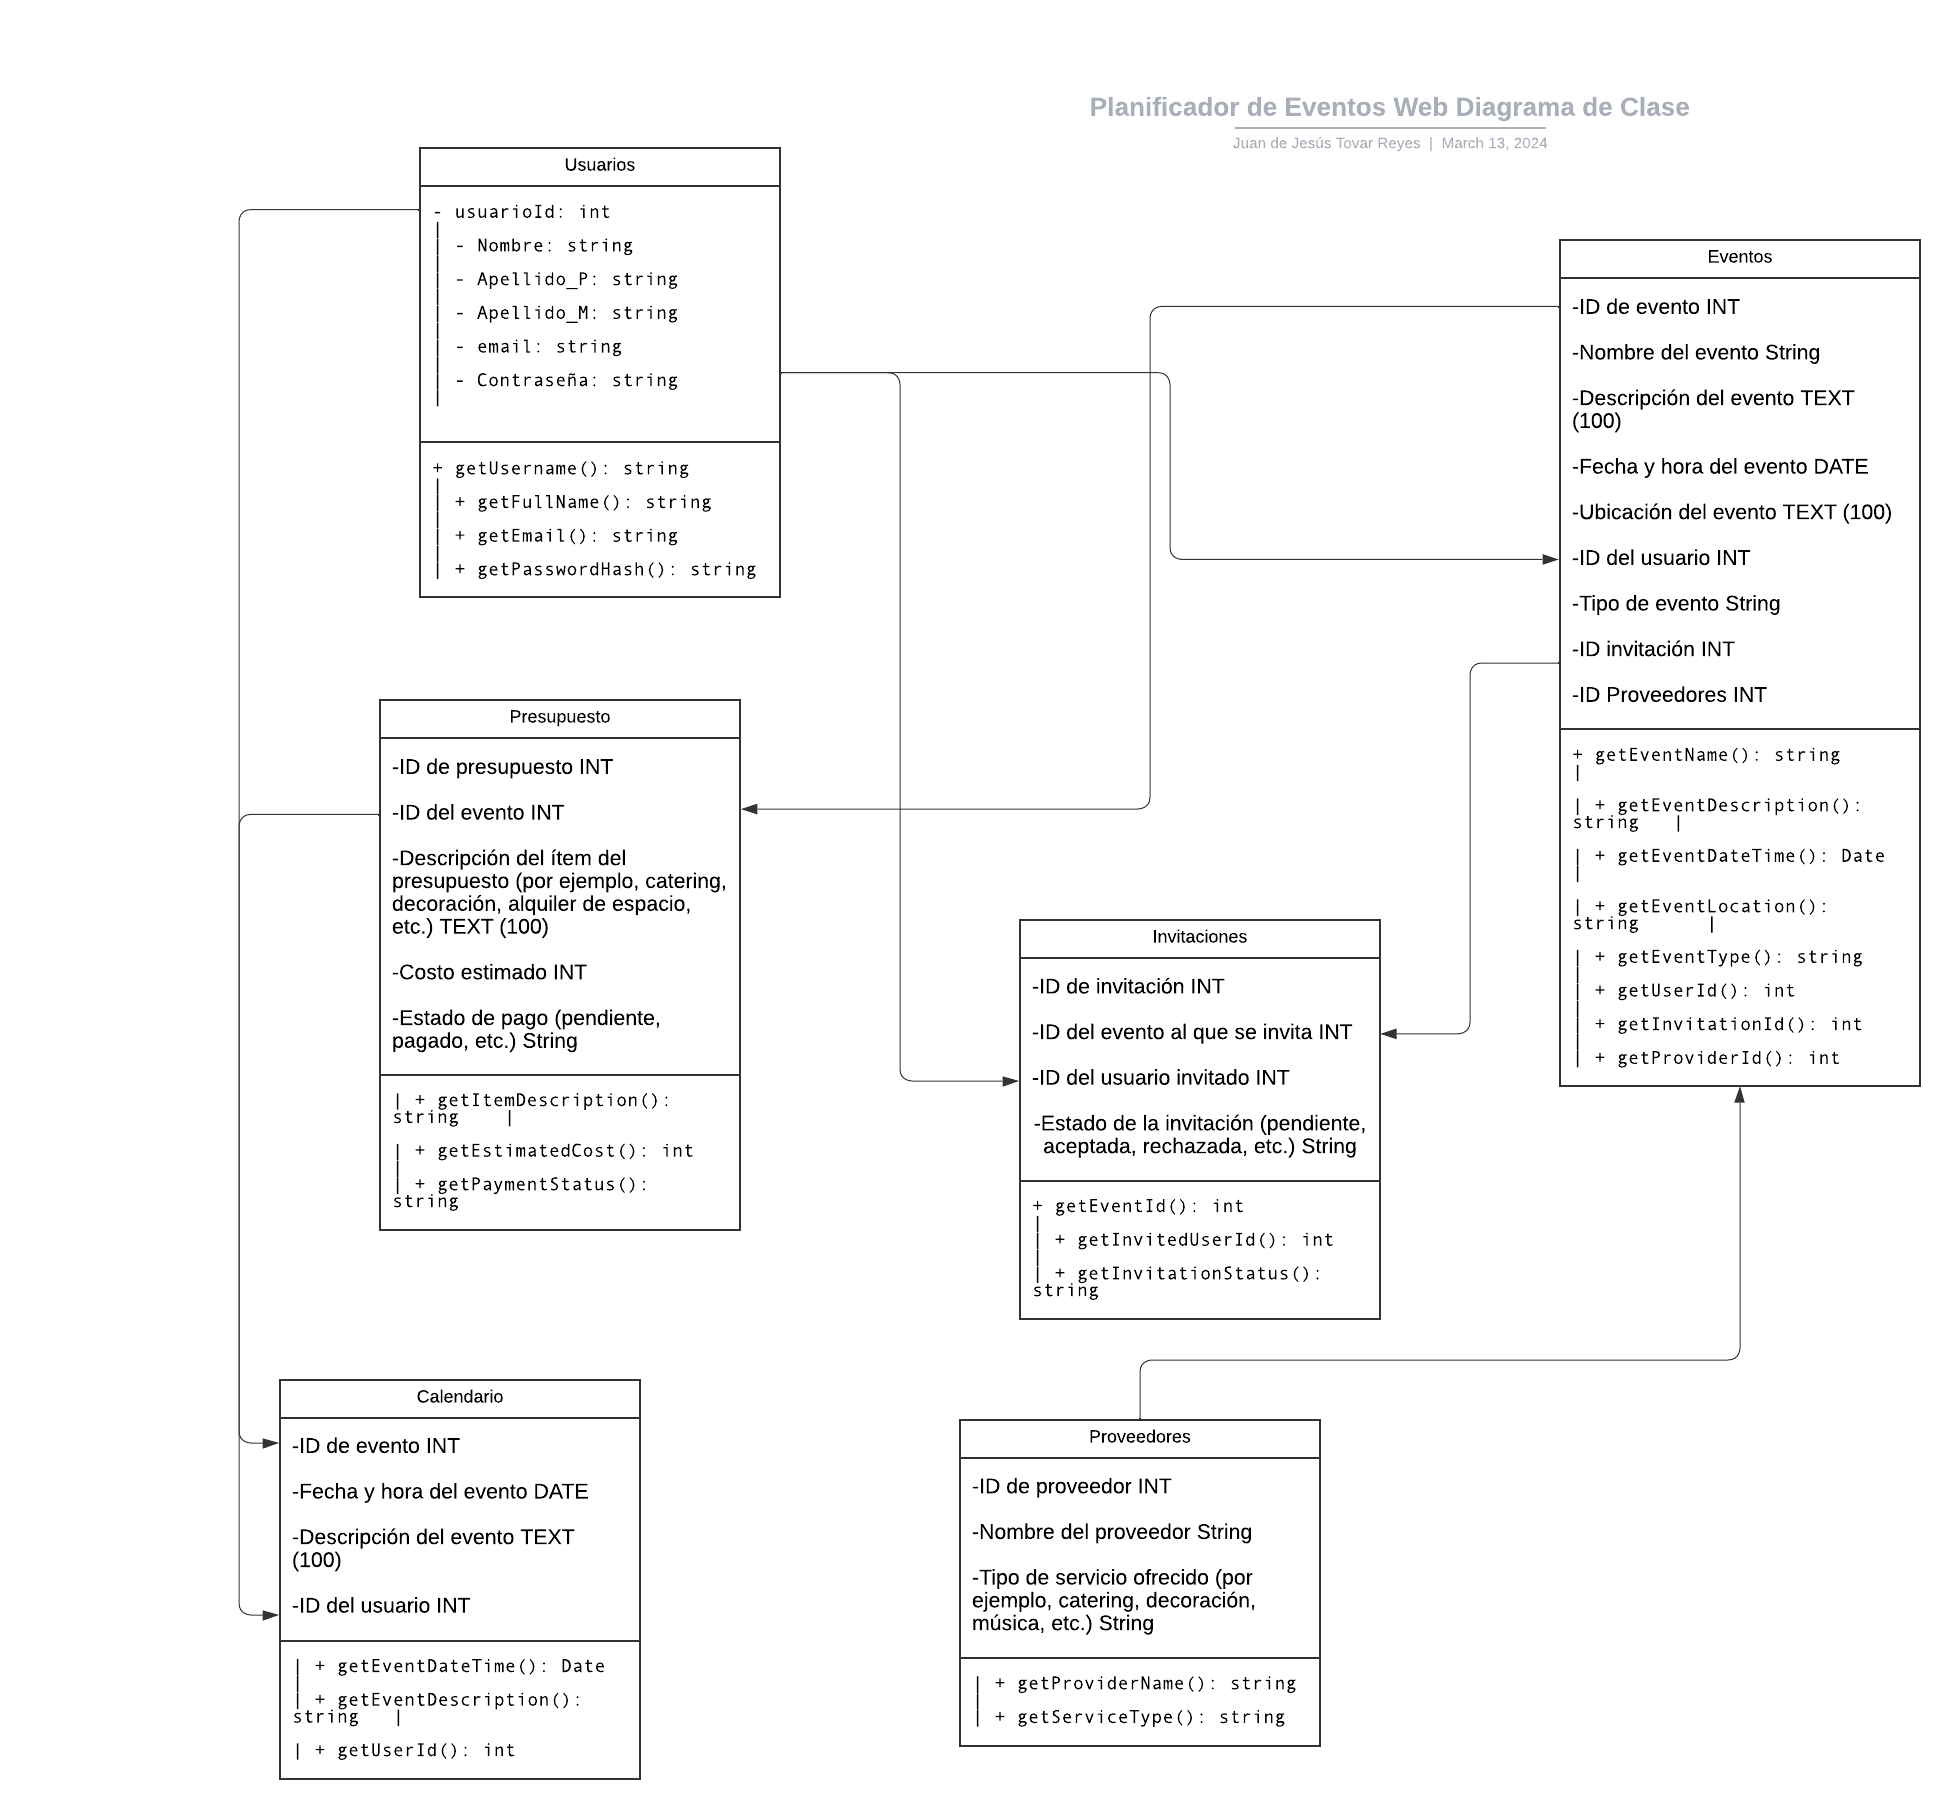 Planificador de Eventos Web Diagrama de Clase
Juan de Jesús Tovar Reyes | March 13, 2024
Usuarios
- usuarioId: int
|
| - Nombre: string
|
| - Apellido_P: string
|
| - Apellido_M: string
|
| - email: string
|
| - Contraseña: string
|
+ getUsername(): string
|
| + getFullName(): string
|
| + getEmail(): string
|
| + getPasswordHash(): string
Eventos
-ID de evento INT
-Nombre del evento String
-Descripción del evento TEXT
(100)
-Fecha y hora del evento DATE
-Ubicación del evento TEXT (100)
-ID del usuario INT
-Tipo de evento String
-ID invitación INT
-ID Proveedores INT
+ getEventName(): string
|
| + getEventDescription():
string |
| + getEventDateTime(): Date
|
| + getEventLocation():
string |
| + getEventType(): string
|
| + getUserId(): int
|
| + getInvitationId(): int
|
| + getProviderId(): int
Presupuesto
-ID de presupuesto INT
-ID del evento INT
-Descripción del ítem del
presupuesto (por ejemplo, catering,
decoración, alquiler de espacio,
etc.) TEXT (100)
-Costo estimado INT
-Estado de pago (pendiente,
pagado, etc.) String
| + getItemDescription():
string |
| + getEstimatedCost(): int
|
| + getPaymentStatus():
string
Invitaciones
-ID de invitación INT
-ID del evento al que se invita INT
-ID del usuario invitado INT
-Estado de la invitación (pendiente,
aceptada, rechazada, etc.) String
+ getEventId(): int
|
| + getInvitedUserId(): int
|
| + getInvitationStatus():
string
Calendario
-ID de evento INT
-Fecha y hora del evento DATE
-Descripción del evento TEXT
(100)
-ID del usuario INT
| + getEventDateTime(): Date
|
| + getEventDescription():
string |
| + getUserId(): int
Proveedores
-ID de proveedor INT
-Nombre del proveedor String
-Tipo de servicio ofrecido (por
ejemplo, catering, decoración,
música, etc.) String
| + getProviderName(): string
|
| + getServiceType(): string